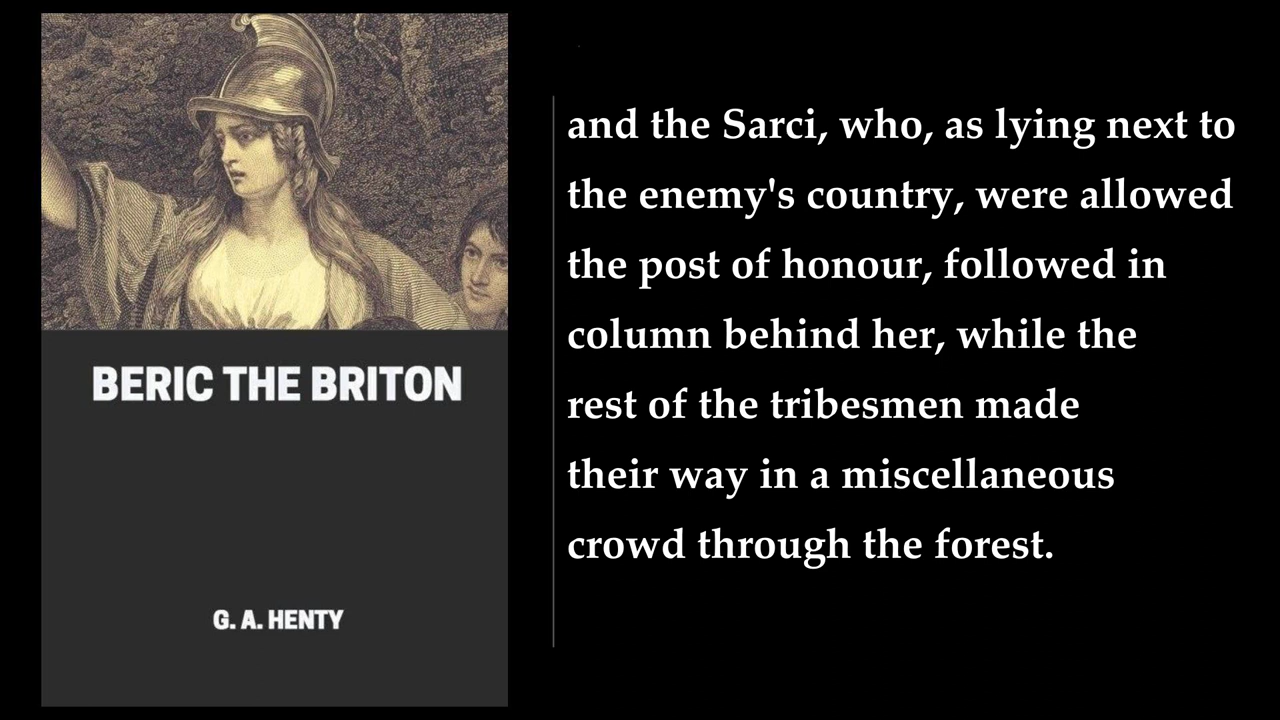 BERIC THE BRITON
G. A. HENTY
and the Sarci, who, as lying next to
the enemy's country, were allowed
the post of honour, followed in
column behind her, while the
rest of the tribesmen made
their way in a miscellaneous
crowd through the forest.